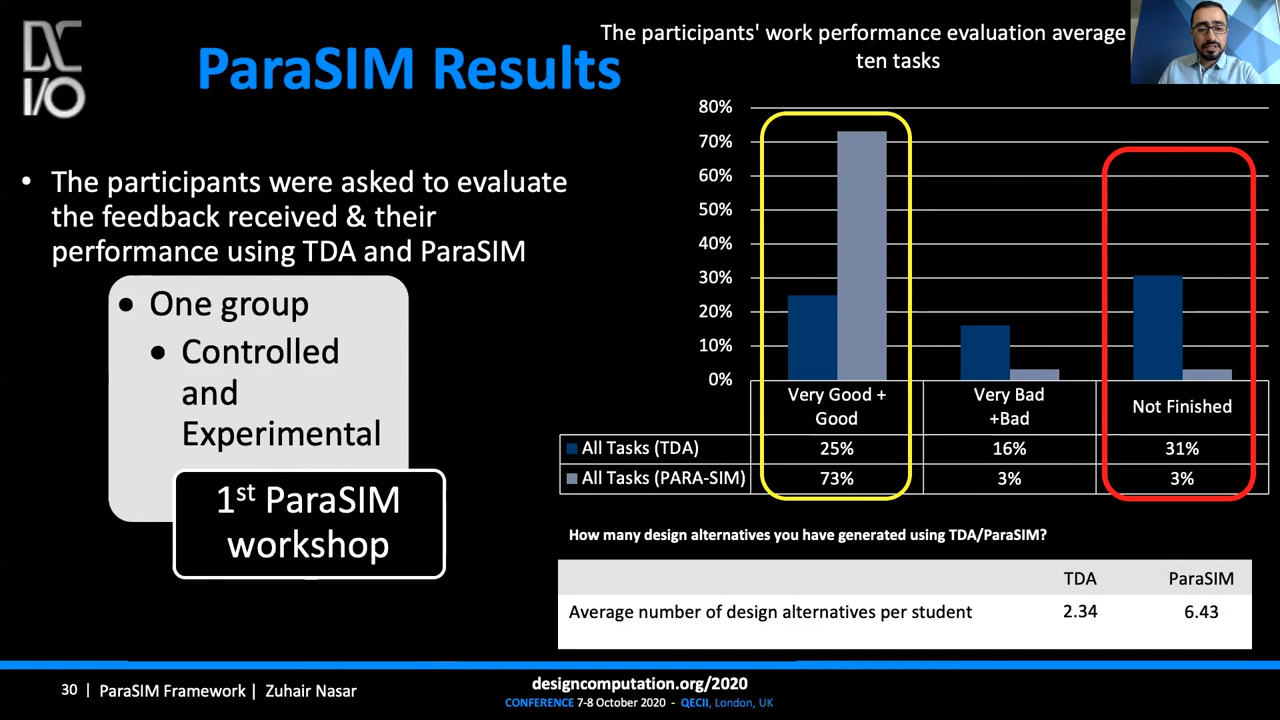 DC
I/O
ParaSIM Results
The participants' work performance evaluation average
ten tasks
• The participants were asked to evaluate
the feedback received & their
performance using TDA and ParaSIM
• One group
• Controlled
and
Experimental
1st ParaSIM
workshop
80%
70%
60%
50%
40%
30%
20%
10%
0%
Very Good +
Good
Very Bad
+Bad
Not Finished
All Tasks (TDA) 25% 16% 31%
All Tasks (PARA-SIM) 73% 3% 3%
How many design alternatives you have generated using TDA/ParaSIM?
TDA ParaSIM
Average number of design alternatives per student 2.34 6.43
30 | ParaSIM Framework | Zuhair Nasar
designcomputation.org/2020
CONFERENCE 7-8 October 2020 - QECII, London, UK